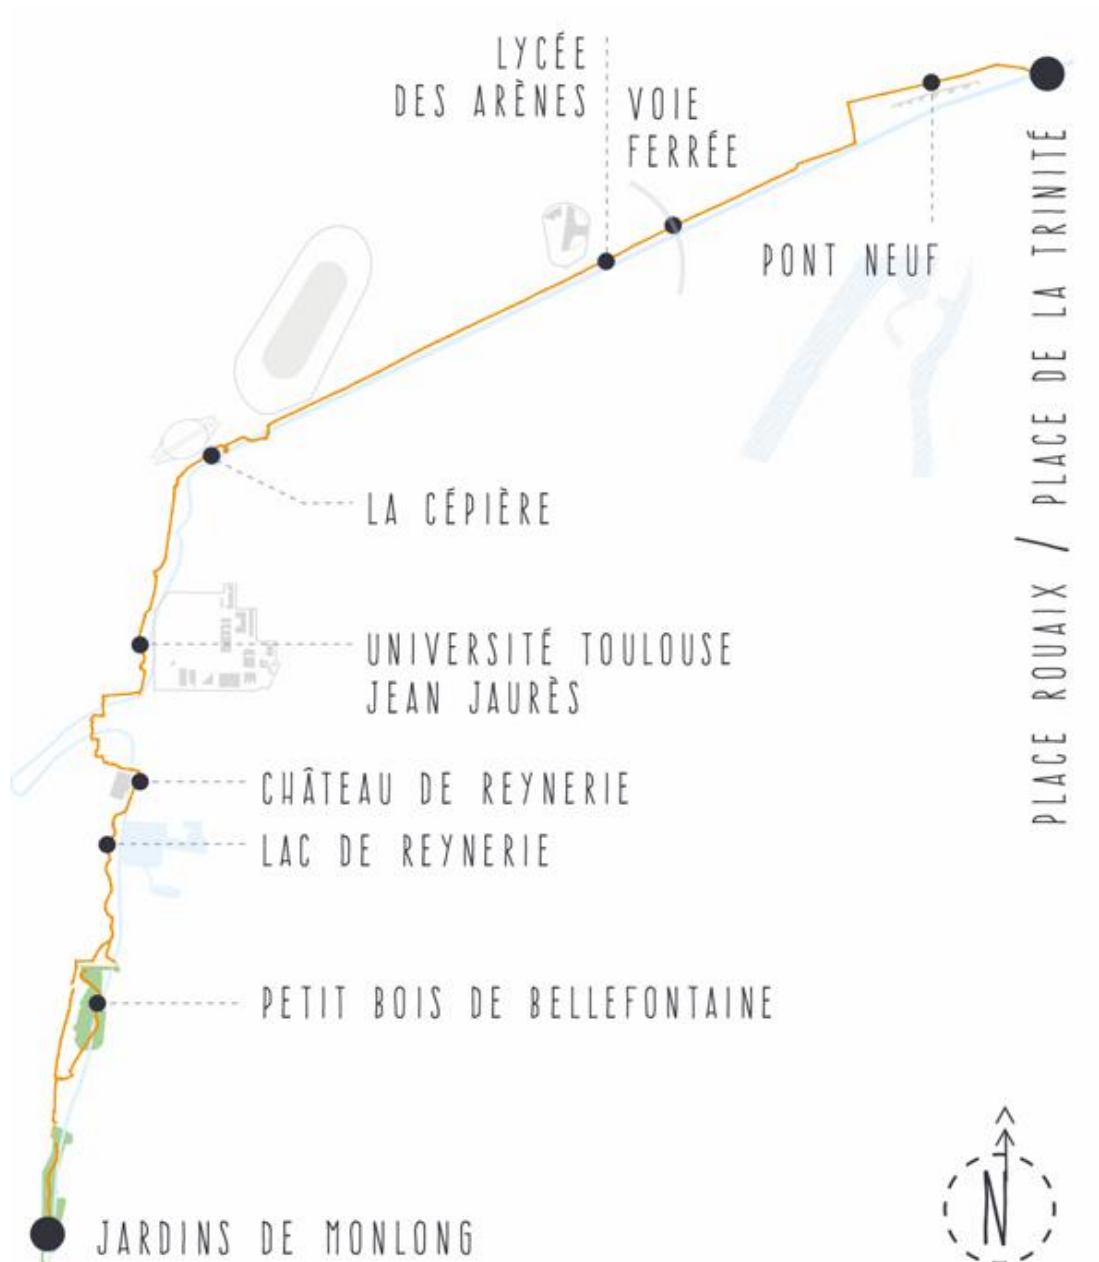 LYCÉE
DES ARÈNES
VOIE
FERRÉE
PONT NEUF
PLACE ROUAIX / PLACE DE LA TRINITÉ
LA CÉPIÈRE
UNIVERSITÉ TOULOUSE
JEAN JAURÈS
CHÂTEAU DE REYNERIE
LAC DE REYNERIE
PETIT BOIS DE BELLEFONTAINE
JARDINS DE MONLONG
N